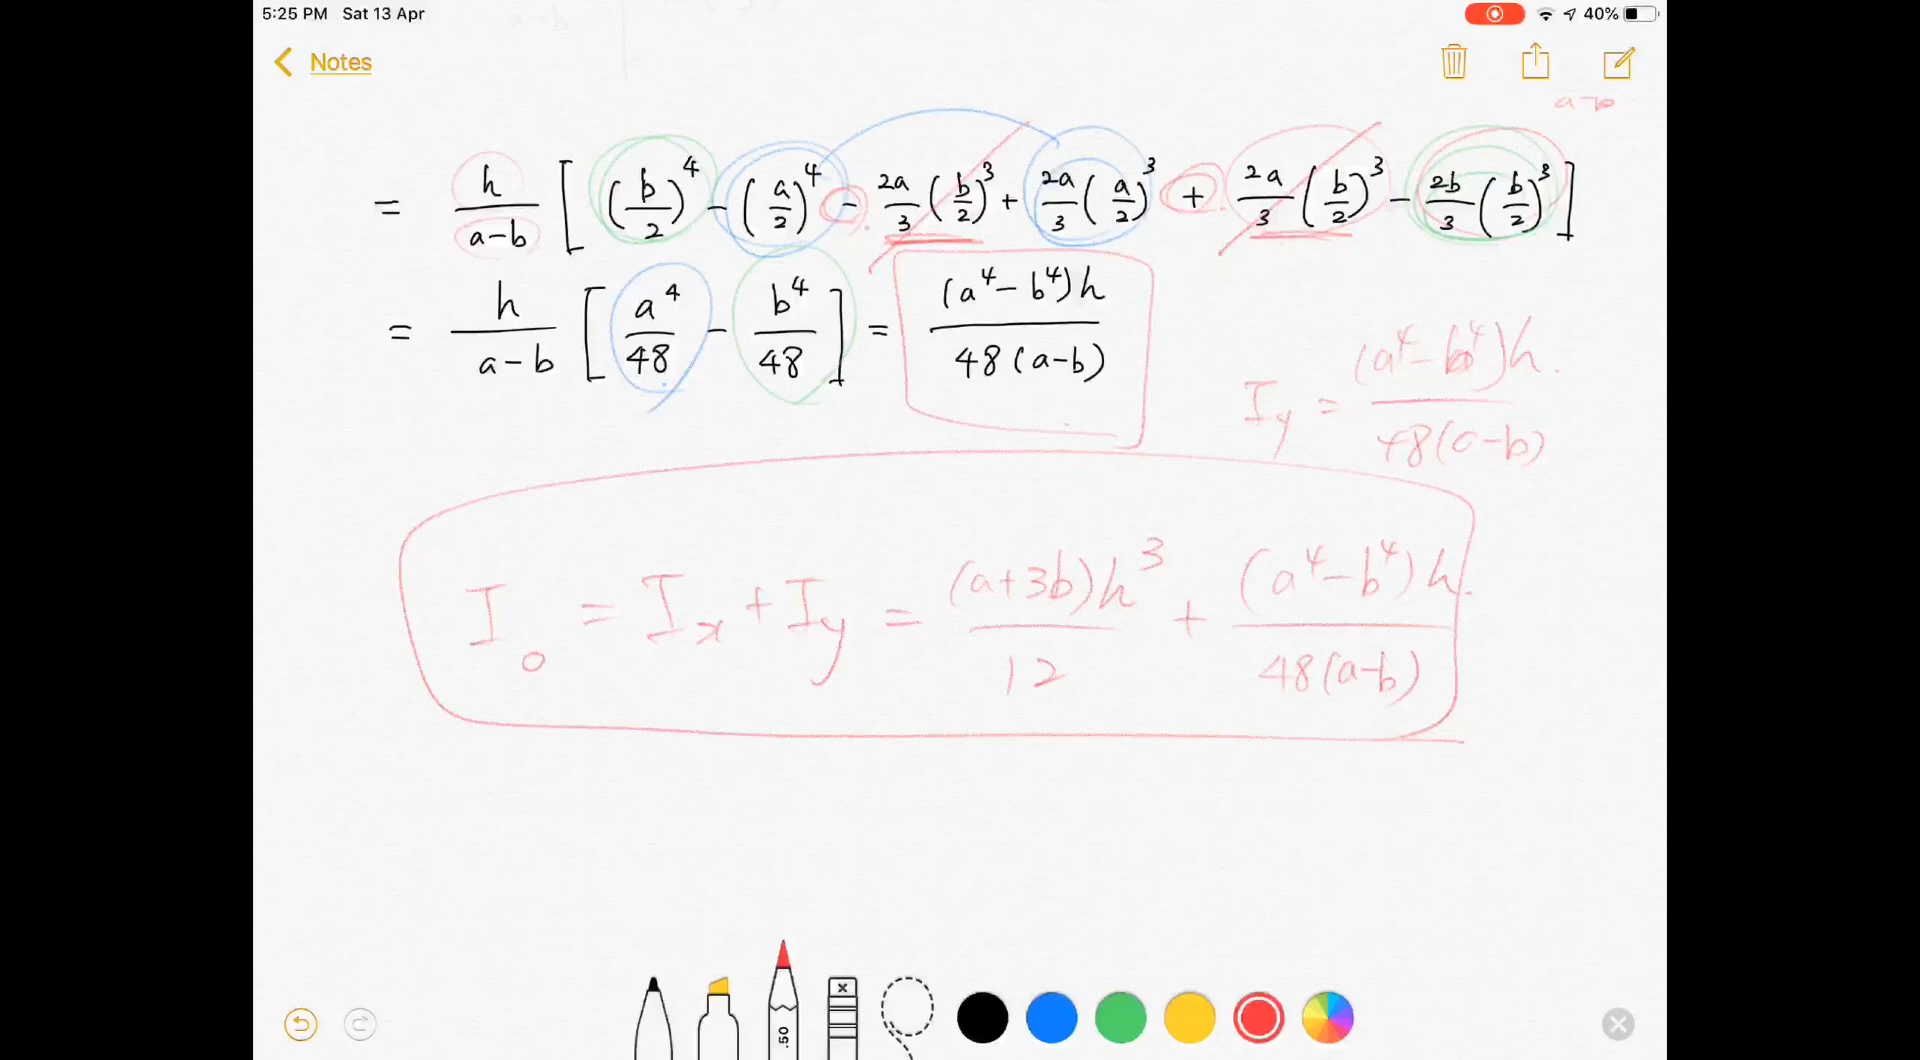 5:25 PM Sat 13 Apr 40%
Notes
a-b
= h/(a-b) [ (b/2)^4 - (a/2)^4 - 2a/3 (b/2)^3 + 2a/3 (a/2)^3 + 2a/3 (b/2)^3 - 2b/3 (b/2)^3 ]
= h/(a-b) [ a^4/48 - b^4/48 ] = (a^4-b^4)h / 48(a-b)
I_y = (a^4-b^4)h. / 48(a-b)
I_o = I_x + I_y = (a+3b)h^3 / 12 + (a^4-b^4)h. / 48(a-b)
.50